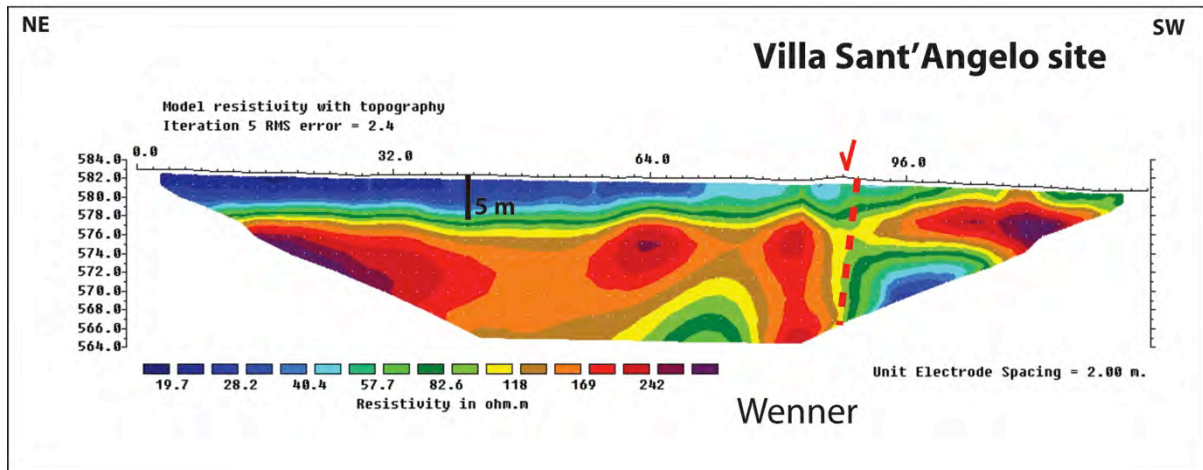 NE
SW
Villa Sant'Angelo site
Model resistivity with topography
Iteration 5 RMS error = 2.4
0.0
32.0
64.0
96.0
584.0
582.0
580.0
578.0
576.0
574.0
572.0
570.0
568.0
566.0
564.0
5 m
19.7 28.2 40.4 57.7 82.6 118 169 242
Resistivity in ohm.m
Unit Electrode Spacing = 2.00 m.
Wenner